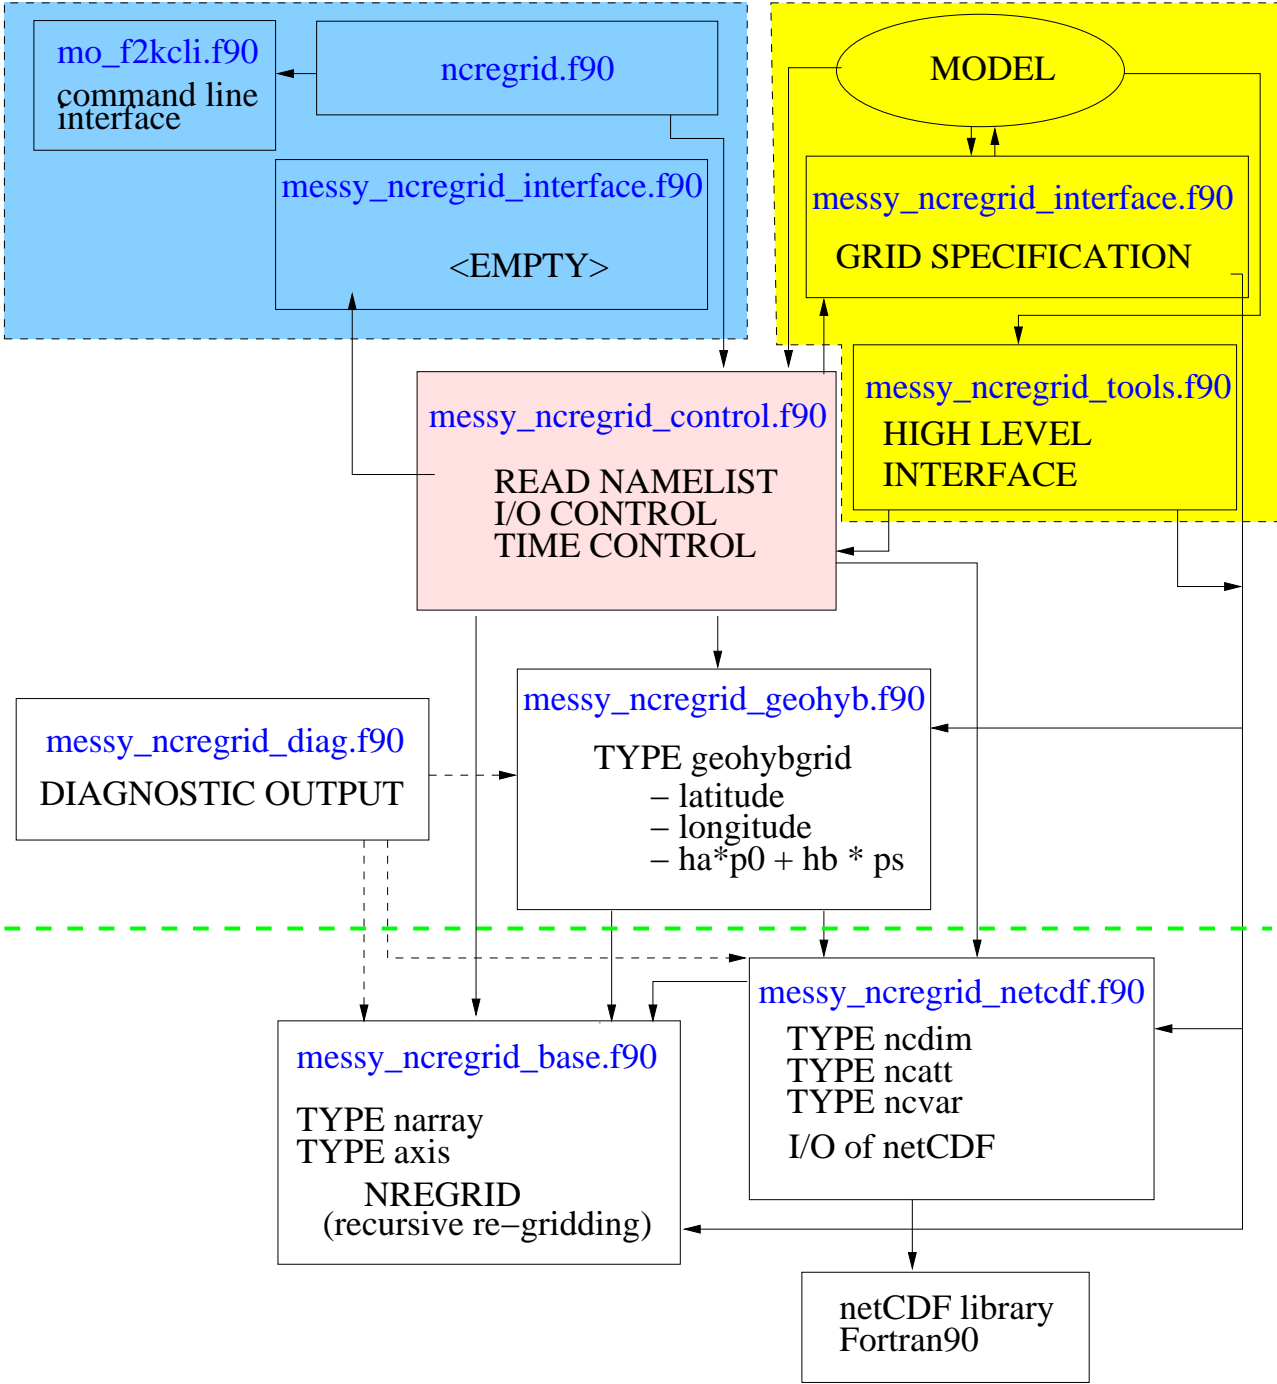 mo_f2kcli.f90
command line
interface
ncregrid.f90
messy_ncregrid_interface.f90
<EMPTY>
MODEL
messy_ncregrid_interface.f90
GRID SPECIFICATION
messy_ncregrid_tools.f90
HIGH LEVEL
INTERFACE
messy_ncregrid_control.f90
READ NAMELIST
I/O CONTROL
TIME CONTROL
messy_ncregrid_geohyb.f90
TYPE geohybgrid
− latitude
− longitude
− ha*p0 + hb * ps
messy_ncregrid_diag.f90
DIAGNOSTIC OUTPUT
messy_ncregrid_netcdf.f90
TYPE ncdim
TYPE ncatt
TYPE ncvar
I/O of netCDF
messy_ncregrid_base.f90
TYPE narray
TYPE axis
NREGRID
(recursive re−gridding)
netCDF library
Fortran90